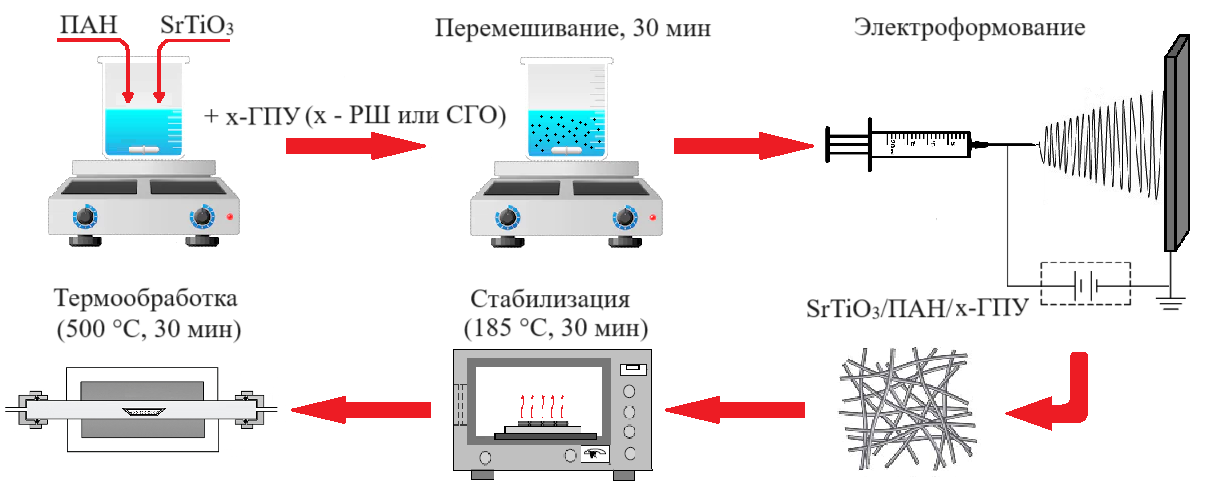 ПАН SrTiO₃
Перемешивание, 30 мин
Электроформование
+ х-ГПУ (х - РШ или СГО)
Термообработка
(500 °C, 30 мин)
Стабилизация
(185 °C, 30 мин)
SrTiO₃/ПАН/х-ГПУ